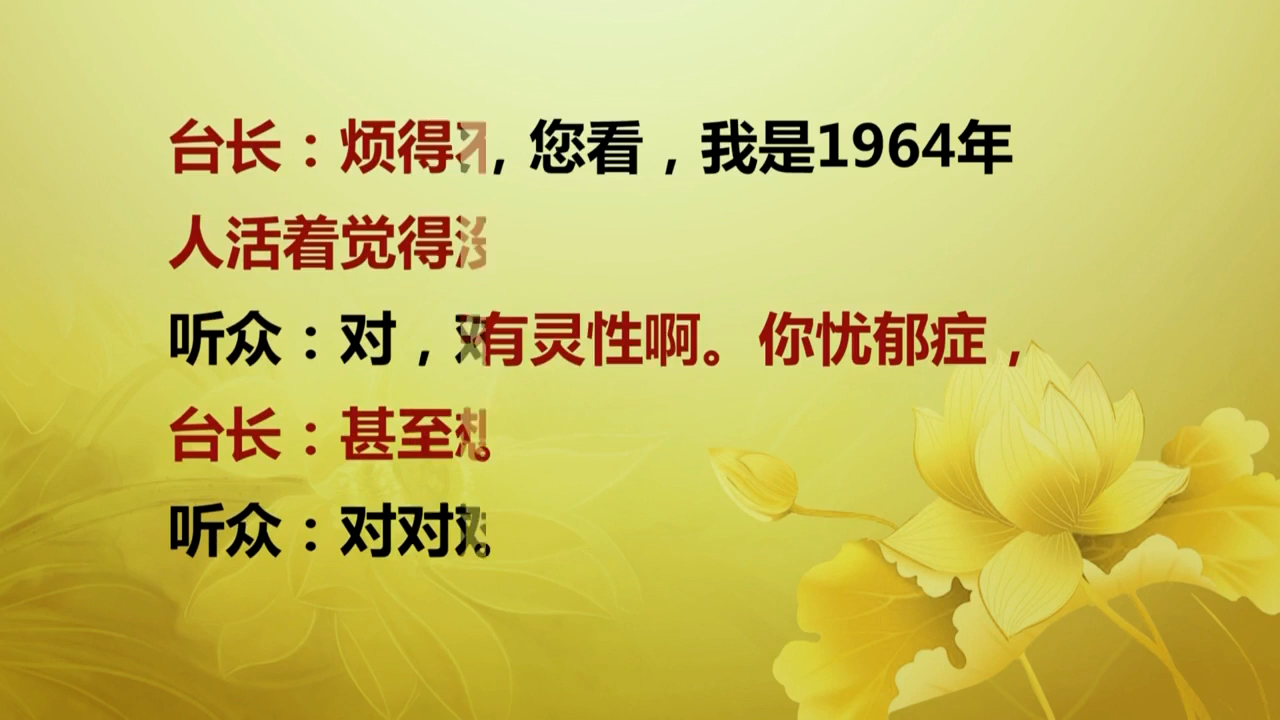 台长：烦得，您看，我是1964年
人活着觉得
听众：对，有灵性啊。你忧郁症，
台长：甚至
听众：对对